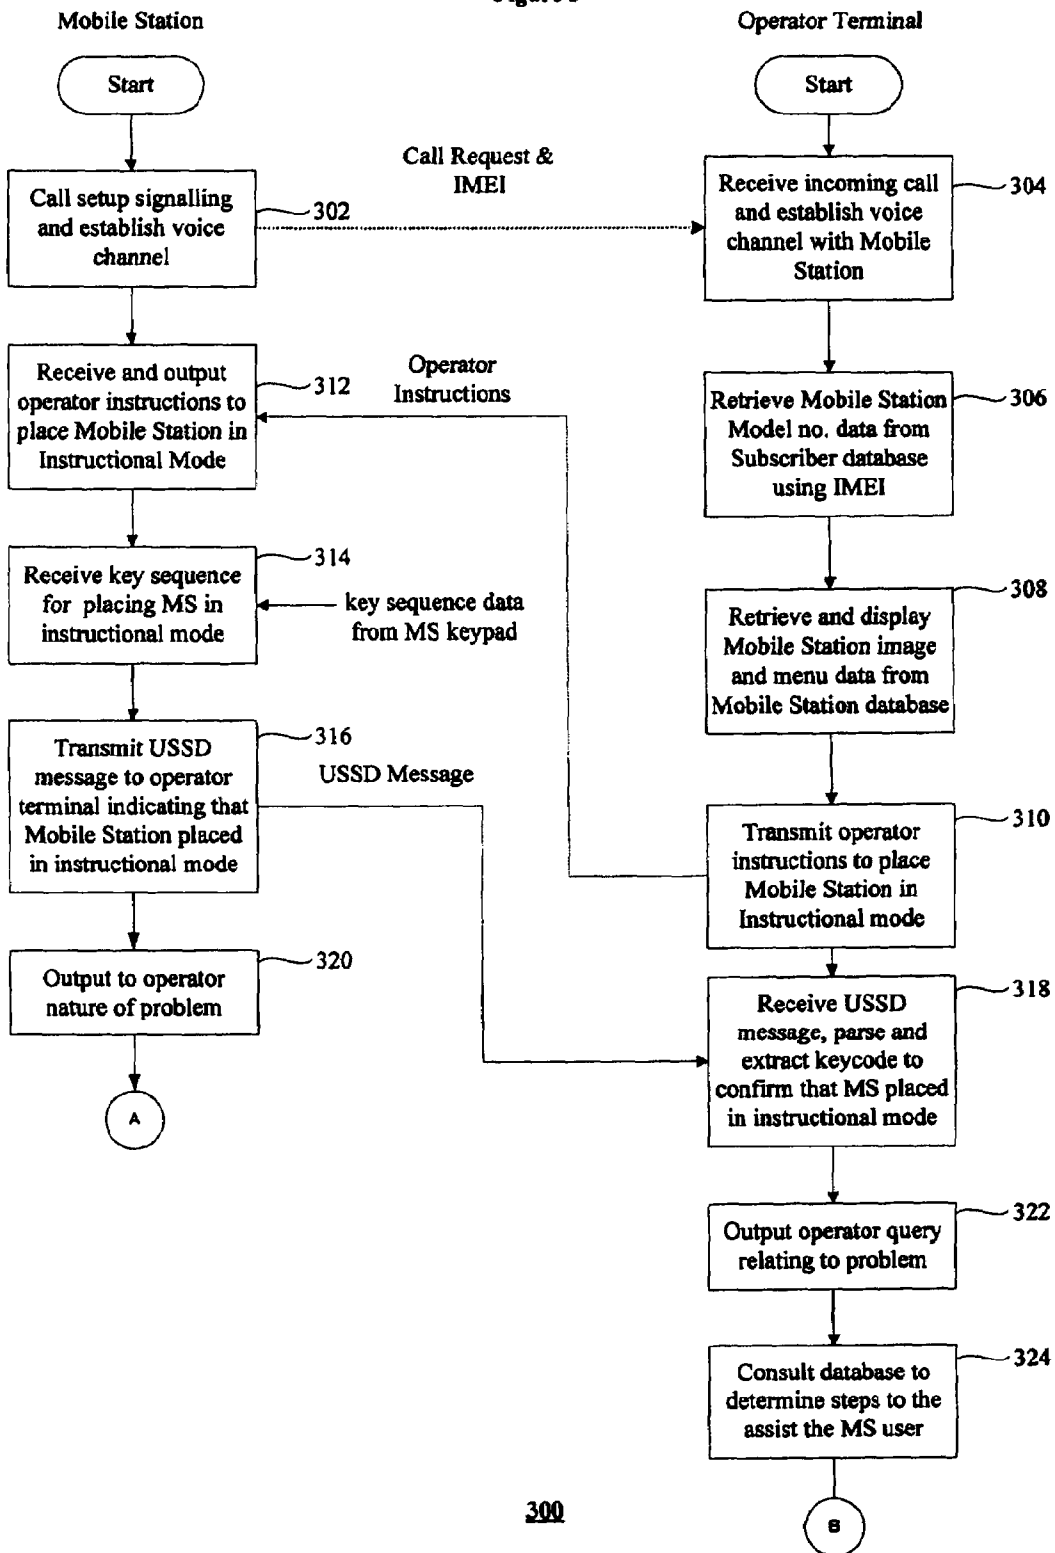 Mobile Station
Operator Terminal
Start
Start
Call Request &
IMEI
Call setup signalling
and establish voice
channel
302
Receive incoming call
and establish voice
channel with Mobile
Station
304
Receive and output
operator instructions to
place Mobile Station in
Instructional Mode
312
Operator
Instructions
Retrieve Mobile Station
Model no. data from
Subscriber database
using IMEI
306
Receive key sequence
for placing MS in
instructional mode
314
key sequence data
from MS keypad
Retrieve and display
Mobile Station image
and menu data from
Mobile Station database
308
Transmit USSD
message to operator
terminal indicating that
Mobile Station placed
in instructional mode
316
USSD Message
Transmit operator
instructions to place
Mobile Station in
Instructional mode
310
Output to operator
nature of problem
320
Receive USSD
message, parse and
extract keycode to
confirm that MS placed
in instructional mode
318
A
Output operator query
relating to problem
322
Consult database to
determine steps to the
assist the MS user
324
300
B